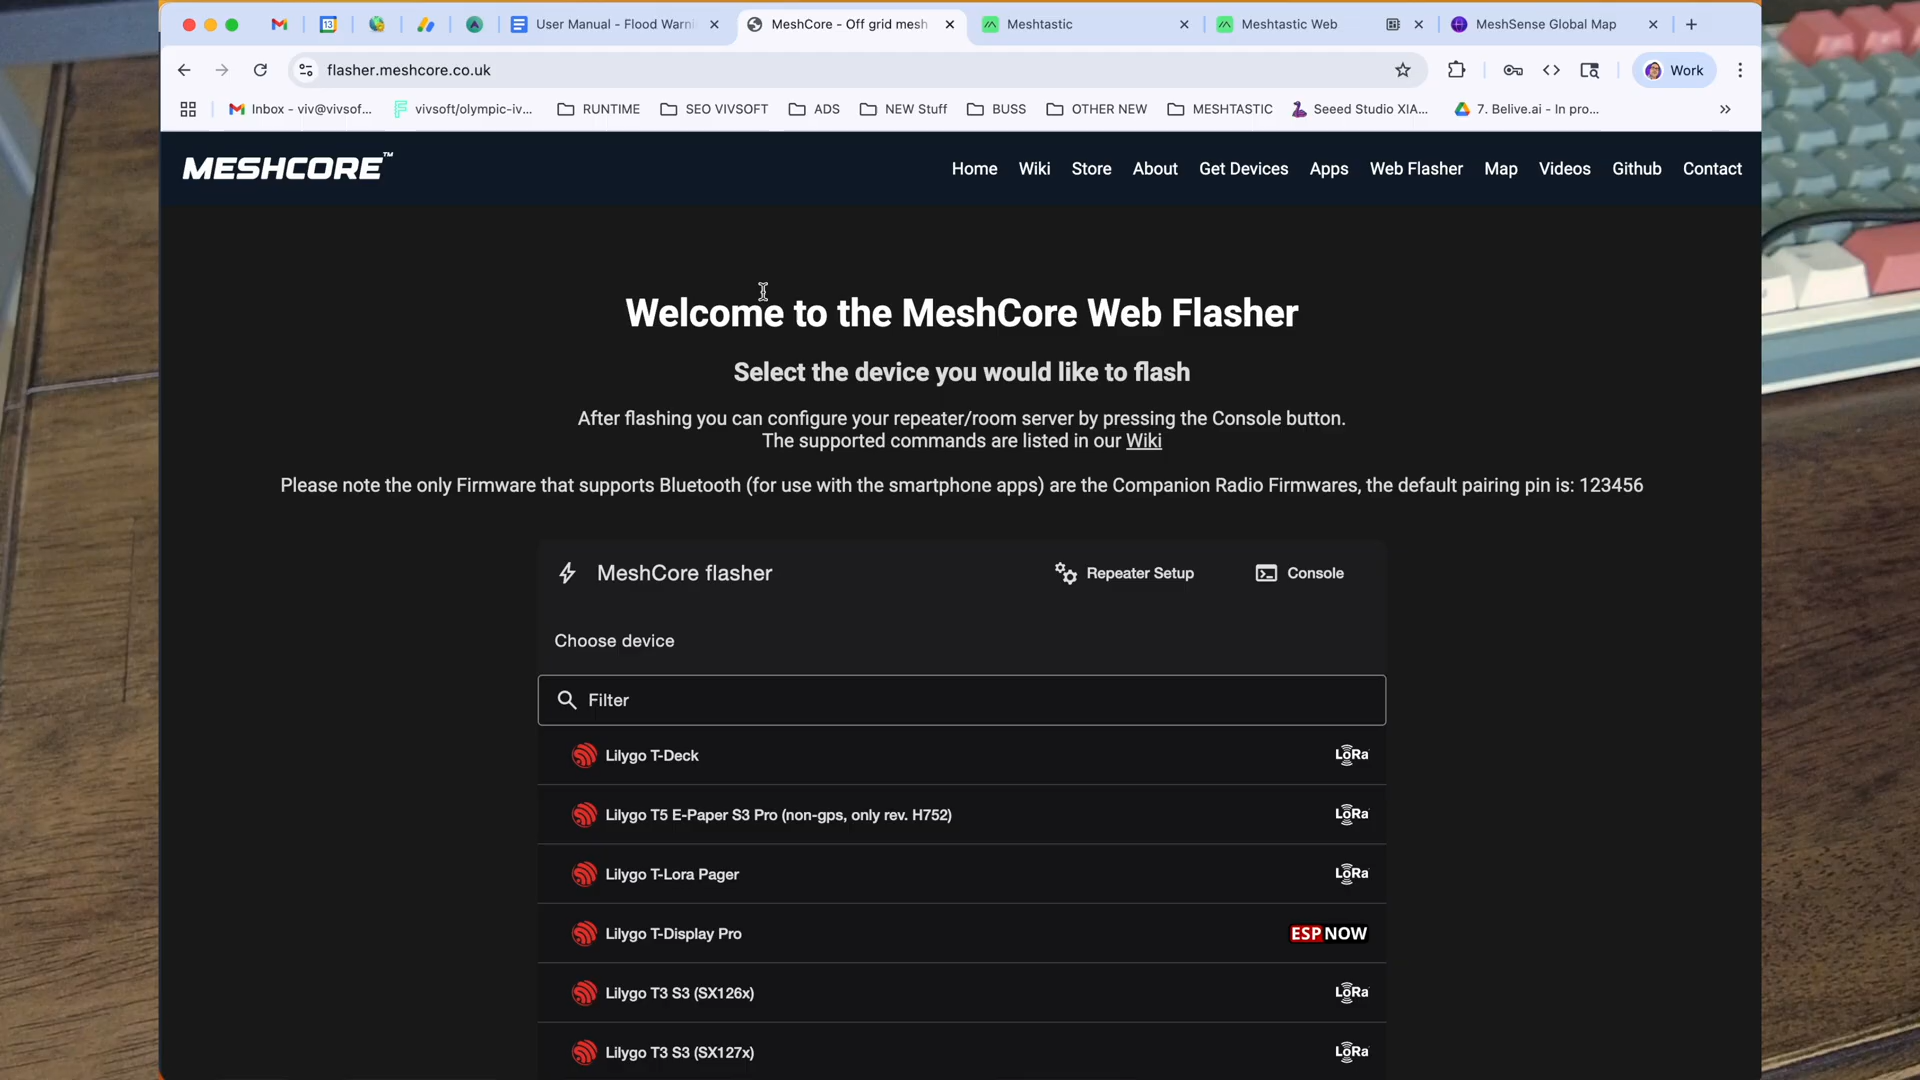 User Manual - Flood Warni
MeshCore - Off grid mesh
Meshtastic
Meshtastic Web
MeshSense Global Map
flasher.meshcore.co.uk
Work
Inbox - viv@vivsof...
vivsoft/olympic-iv...
RUNTIME
SEO VIVSOFT
ADS
NEW Stuff
BUSS
OTHER NEW
MESHTASTIC
Seeed Studio XIA...
7. Belive.ai - In pro...
MESHCORE™
Home
Wiki
Store
About
Get Devices
Apps
Web Flasher
Map
Videos
Github
Contact
Welcome to the MeshCore Web Flasher
Select the device you would like to flash
After flashing you can configure your repeater/room server by pressing the Console button.
The supported commands are listed in our Wiki
Please note the only Firmware that supports Bluetooth (for use with the smartphone apps) are the Companion Radio Firmwares, the default pairing pin is: 123456
MeshCore flasher
Repeater Setup
Console
Choose device
Filter
Lilygo T-Deck
LoRa
Lilygo T5 E-Paper S3 Pro (non-gps, only rev. H752)
LoRa
Lilygo T-Lora Pager
LoRa
Lilygo T-Display Pro
ESPNOW
Lilygo T3 S3 (SX126x)
LoRa
Lilygo T3 S3 (SX127x)
LoRa